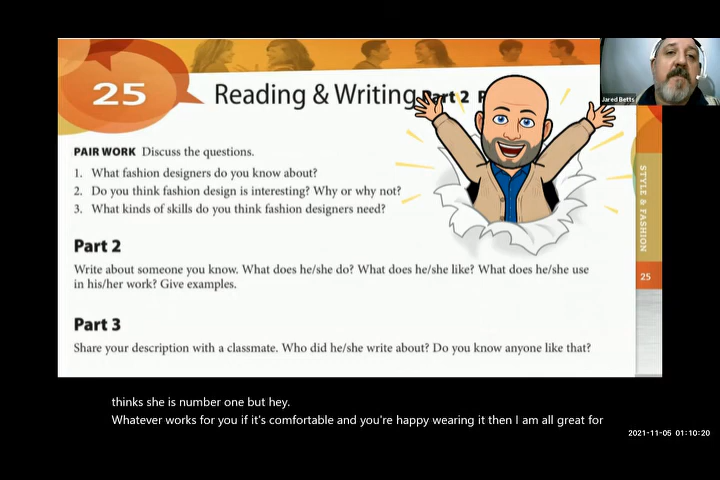 25
Reading & Writing
Part 2
Jared Betts
PAIR WORK Discuss the questions.
1. What fashion designers do you know about?
2. Do you think fashion design is interesting? Why or why not?
3. What kinds of skills do you think fashion designers need?
Part 2
Write about someone you know. What does he/she do? What does he/she like? What does he/she use
in his/her work? Give examples.
Part 3
Share your description with a classmate. Who did he/she write about? Do you know anyone like that?
STYLE & FASHION
25
thinks she is number one but hey.
Whatever works for you if it's comfortable and you're happy wearing it then I am all great for
2021-11-05 01:10:20